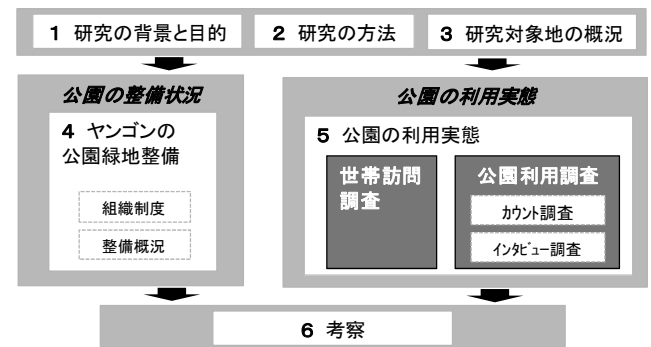 1 研究の背景と目的
2 研究の方法
3 研究対象地の概況
公園の整備状況
4 ヤンゴンの
公園緑地整備
組織制度
整備概況
公園の利用実態
5 公園の利用実態
世帯訪問
調査
公園利用調査
ｶｳﾝﾄ調査
ｲﾝﾀﾋﾞｭｰ調査
6 考察